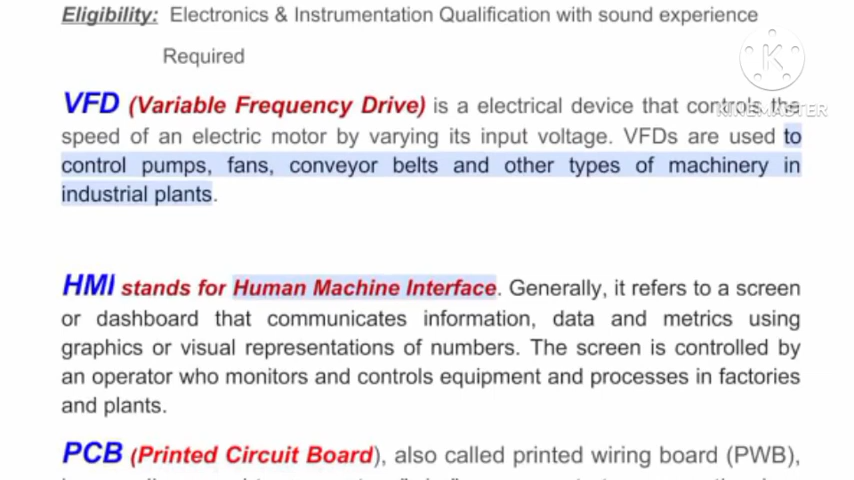 Eligibility: Electronics & Instrumentation Qualification with sound experience
Required
VFD (Variable Frequency Drive) is a electrical device that controls the
KINEMASTER
speed of an electric motor by varying its input voltage. VFDs are used to
control pumps, fans, conveyor belts and other types of machinery in
industrial plants.
HMI stands for Human Machine Interface. Generally, it refers to a screen
or dashboard that communicates information, data and metrics using
graphics or visual representations of numbers. The screen is controlled by
an operator who monitors and controls equipment and processes in factories
and plants.
PCB (Printed Circuit Board), also called printed wiring board (PWB),